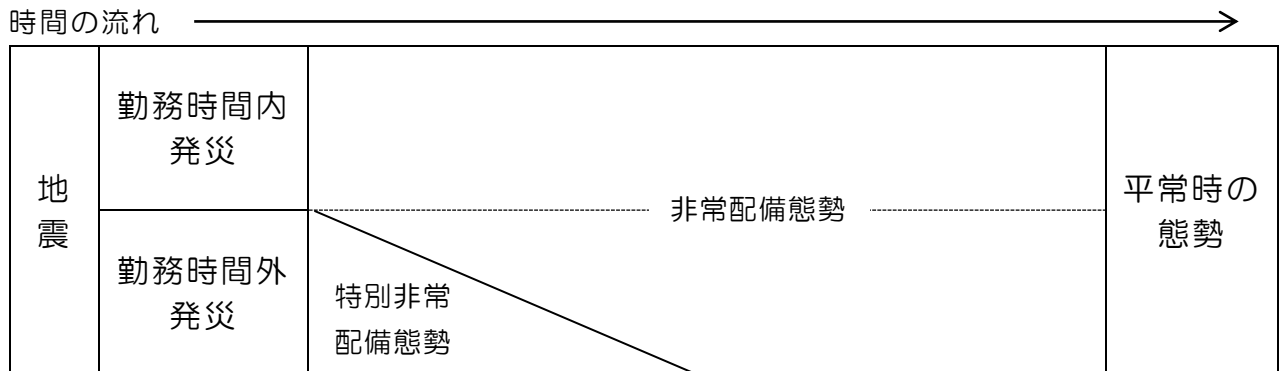 時間の流れ
地
震
勤務時間内
発災
勤務時間外
発災
非常配備態勢
特別非常
配備態勢
平常時の
態勢